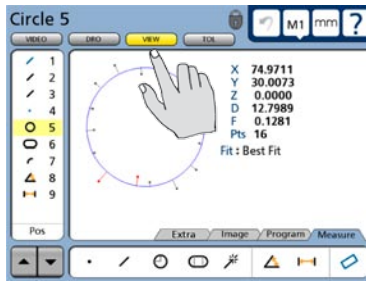 Circle 5
M1 mm ?
VIDEO DRO VIEW TOL
1
2
3
4
5
6
7
8
9
Pos
X 74.9711
Y 30.0073
Z 0.0000
D 12.7989
F 0.1281
Pts 16
Fit : Best Fit
Extra Image Program Measure